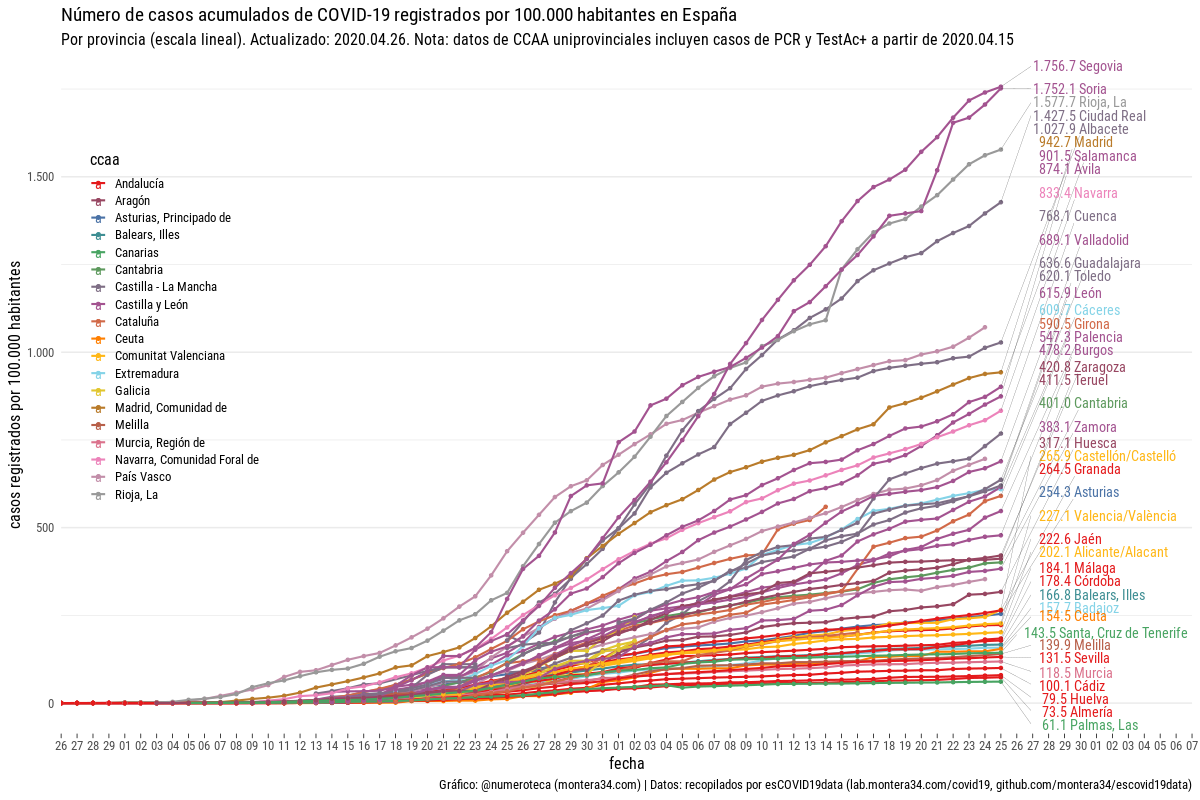 Número de casos acumulados de COVID-19 registrados por 100.000 habitantes en España
Por provincia (escala lineal). Actualizado: 2020.04.26. Nota: datos de CCAA uniprovinciales incluyen casos de PCR y TestAc+ a partir de 2020.04.15
casos registrados por 100.000 habitantes
1.500
1.000
500
0
ccaa
Andalucía
Aragón
Asturias, Principado de
Balears, Illes
Canarias
Cantabria
Castilla - La Mancha
Castilla y León
Cataluña
Ceuta
Comunitat Valenciana
Extremadura
Galicia
Madrid, Comunidad de
Melilla
Murcia, Región de
Navarra, Comunidad Foral de
País Vasco
Rioja, La
1.756.7 Segovia
1.752.1 Soria
1.577.7 Rioja, La
1.427.5 Ciudad Real
1.027.9 Albacete
942.7 Madrid
901.5 Salamanca
874.1 Ávila
833.4 Navarra
768.1 Cuenca
689.1 Valladolid
636.6 Guadalajara
620.1 Toledo
615.9 León
609.7 Cáceres
590.5 Girona
547.3 Palencia
478.2 Burgos
420.8 Zaragoza
411.5 Teruel
401.0 Cantabria
383.1 Zamora
317.1 Huesca
265.9 Castellón/Castelló
264.5 Granada
254.3 Asturias
227.1 Valencia/València
222.6 Jaén
202.1 Alicante/Alacant
184.1 Málaga
178.4 Córdoba
166.8 Balears, Illes
157.7 Badajoz
154.5 Ceuta
143.5 Santa, Cruz de Tenerife
139.9 Melilla
131.5 Sevilla
118.5 Murcia
100.1 Cádiz
79.5 Huelva
73.5 Almería
61.1 Palmas, Las
26 27 28 29 01 02 03 04 05 06 07 08 09 10 11 12 13 14 15 16 17 18 19 20 21 22 23 24 25 26 27 28 29 30 31 01 02 03 04 05 06 07 08 09 10 11 12 13 14 15 16 17 18 19 20 21 22 23 24 25 26 27 28 29 30 01 02 03 04 05 06 07
fecha
Gráfico: @numeroteca (montera34.com) | Datos: recopilados por esCOVID19data (lab.montera34.com/covid19, github.com/montera34/escovid19data)